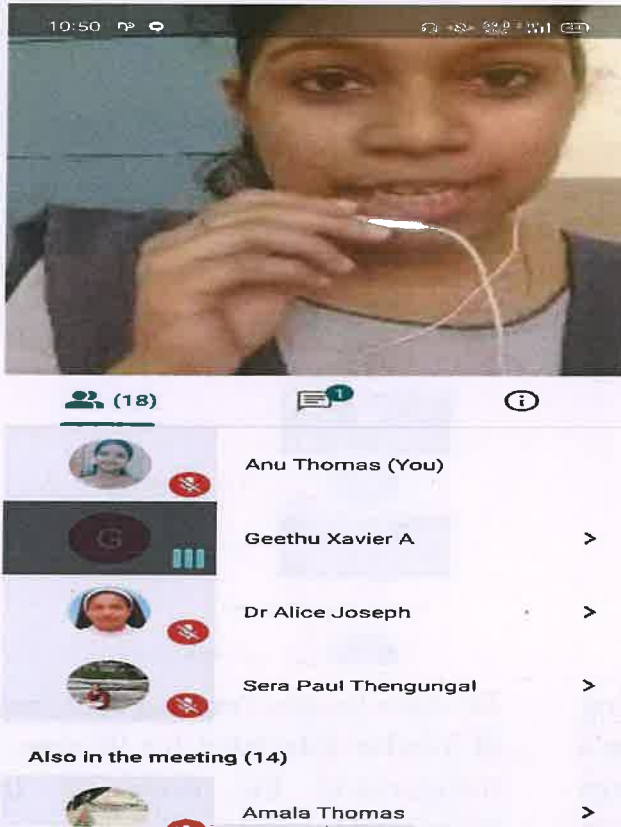 10:50
(18)
1
Anu Thomas (You)
G
Geethu Xavier A
Dr Alice Joseph
Sera Paul Thengungal
Also in the meeting (14)
Amala Thomas